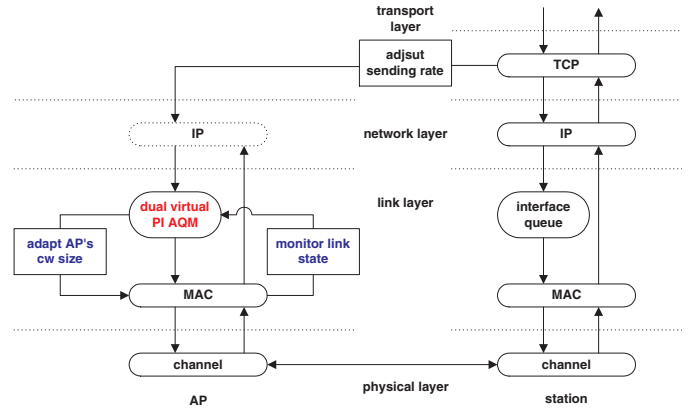 transport
layer
adjsut
sending rate
TCP
IP
network layer
IP
dual virtual
PI AQM
link layer
interface
queue
adapt AP's
cw size
monitor link
state
MAC
MAC
channel
channel
physical layer
AP
station